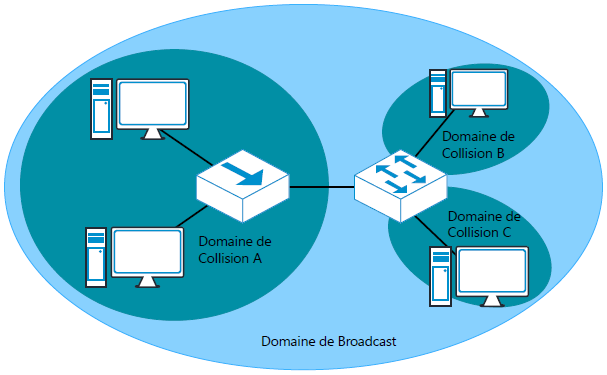 Domaine de
Collision A
Domaine de
Collision B
Domaine de
Collision C
Domaine de Broadcast